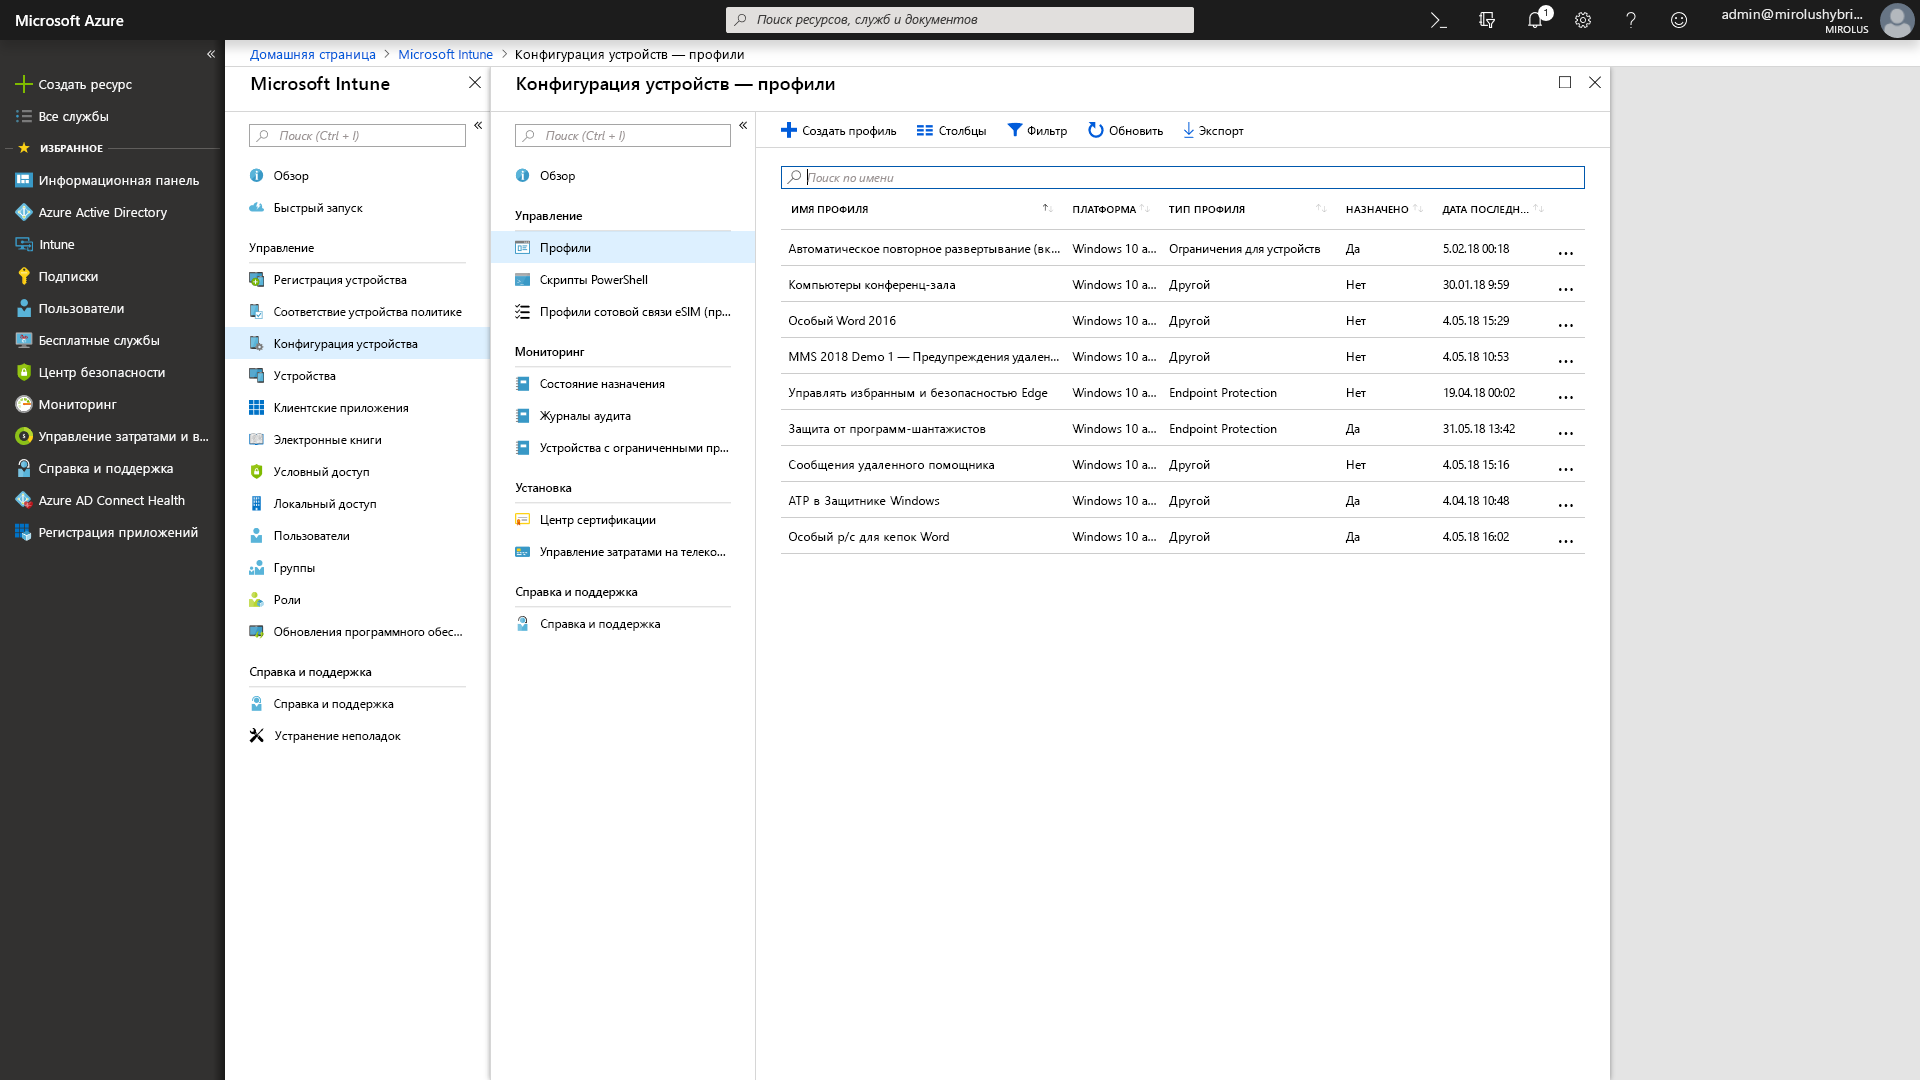 Microsoft Azure
Поиск ресурсов, служб и документов
1
admin@mirolushybri...
MIROLUS
Домашняя страница > Microsoft Intune > Конфигурация устройств — профили
Создать ресурс
Все службы
ИЗБРАННОЕ
Информационная панель
Azure Active Directory
Intune
Подписки
Пользователи
Бесплатные службы
Центр безопасности
Мониторинг
Управление затратами и в...
Справка и поддержка
Azure AD Connect Health
Регистрация приложений
Microsoft Intune
Поиск (Ctrl + I)
Обзор
Быстрый запуск
Управление
Регистрация устройства
Соответствие устройства политике
Конфигурация устройства
Устройства
Клиентские приложения
Электронные книги
Условный доступ
Локальный доступ
Пользователи
Группы
Роли
Обновления программного обес...
Справка и поддержка
Справка и поддержка
Устранение неполадок
Конфигурация устройств — профили
Поиск (Ctrl + I)
Обзор
Управление
Профили
Скрипты PowerShell
Профили сотовой связи eSIM (пр...
Мониторинг
Состояние назначения
Журналы аудита
Устройства с ограниченными пр...
Установка
Центр сертификации
Управление затратами на телеко...
Справка и поддержка
Справка и поддержка
Создать профиль Столбцы Фильтр Обновить Экспорт
Поиск по имени
ИМЯ ПРОФИЛЯ ПЛАТФОРМА ТИП ПРОФИЛЯ НАЗНАЧЕНО ДАТА ПОСЛЕДН...
Автоматическое повторное развертывание (вк... Windows 10 а... Ограничения для устройств Да 5.02.18 00:18 ...
Компьютеры конференц-зала Windows 10 а... Другой Нет 30.01.18 9:59 ...
Особый Word 2016 Windows 10 а... Другой Нет 4.05.18 15:29 ...
MMS 2018 Demo 1 — Предупреждения удален... Windows 10 а... Другой Нет 4.05.18 10:53 ...
Управлять избранным и безопасностью Edge Windows 10 а... Endpoint Protection Нет 19.04.18 00:02 ...
Защита от программ-шантажистов Windows 10 а... Endpoint Protection Да 31.05.18 13:42 ...
Сообщения удаленного помощника Windows 10 а... Другой Нет 4.05.18 15:16 ...
ATP в Защитнике Windows Windows 10 а... Другой Да 4.04.18 10:48 ...
Особый р/с для кепок Word Windows 10 а... Другой Да 4.05.18 16:02 ...